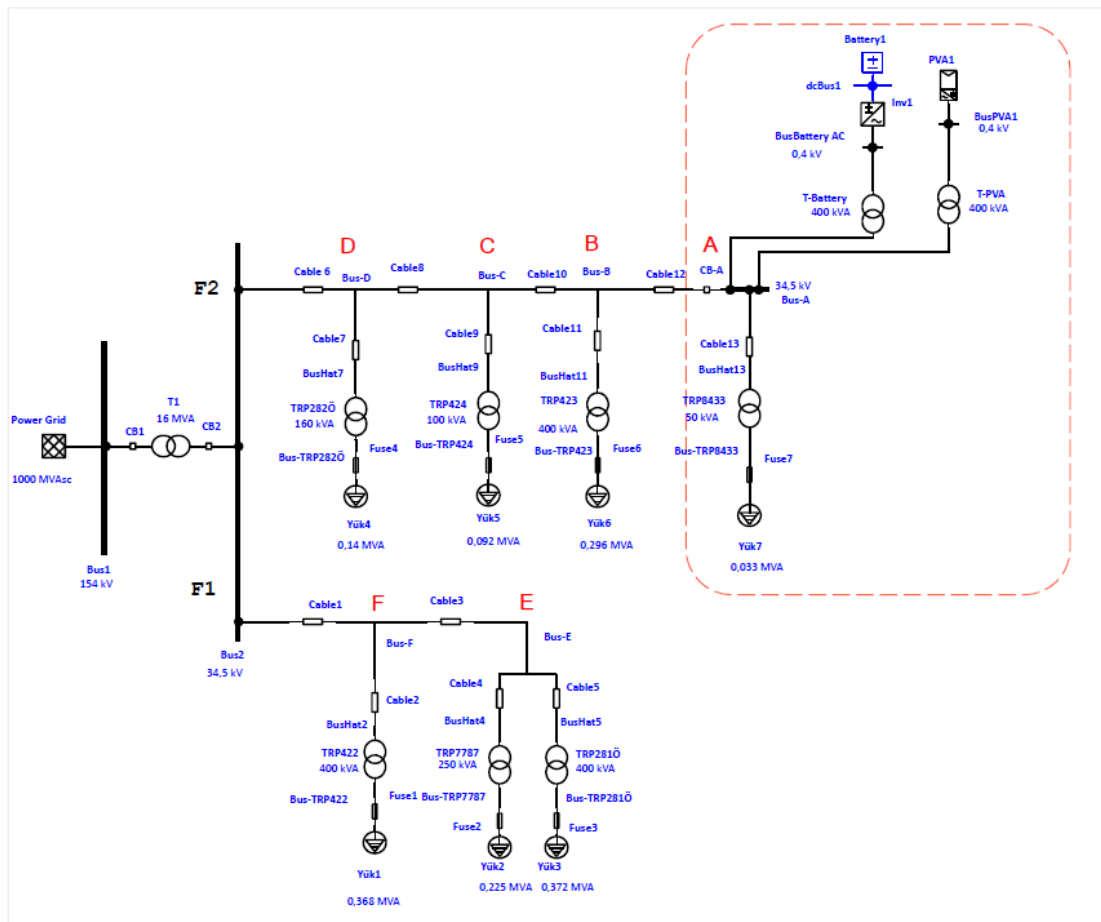 Battery1
PVA1
dcBus1
Inv1
BusPVA1
0,4 kV
BusBattery AC
0,4 kV
T-Battery
400 kVA
T-PVA
400 kVA
D
C
B
A
Cable 6
Bus-D
Cable8
Bus-C
Cable10
Bus-B
Cable12
CB-A
34,5 kV
Bus-A
F2
Cable7
BusHat7
Cable9
BusHat9
Cable11
BusHat11
Cable13
BusHat13
TRP282Ö
160 kVA
Fuse4
Bus-TRP282Ö
TRP424
100 kVA
Fuse5
Bus-TRP424
TRP423
400 kVA
Fuse6
Bus-TRP423
TRP8433
50 kVA
Bus-TRP8433
Fuse7
Power Grid
1000 MVAsc
CB1
T1
16 MVA
CB2
Yük4
0,14 MVA
Yük5
0,092 MVA
Yük6
0,296 MVA
Yük7
0,033 MVA
Bus1
154 kV
F1
Cable1
F
Cable3
E
Bus-F
Bus-E
Bus2
34,5 kV
Cable2
BusHat2
Cable4
BusHat4
Cable5
BusHat5
TRP422
400 kVA
Bus-TRP422
Fuse1
TRP7787
250 kVA
Bus-TRP7787
Fuse2
TRP281Ö
400 kVA
Bus-TRP281Ö
Fuse3
Yük1
0,368 MVA
Yük2
0,225 MVA
Yük3
0,372 MVA